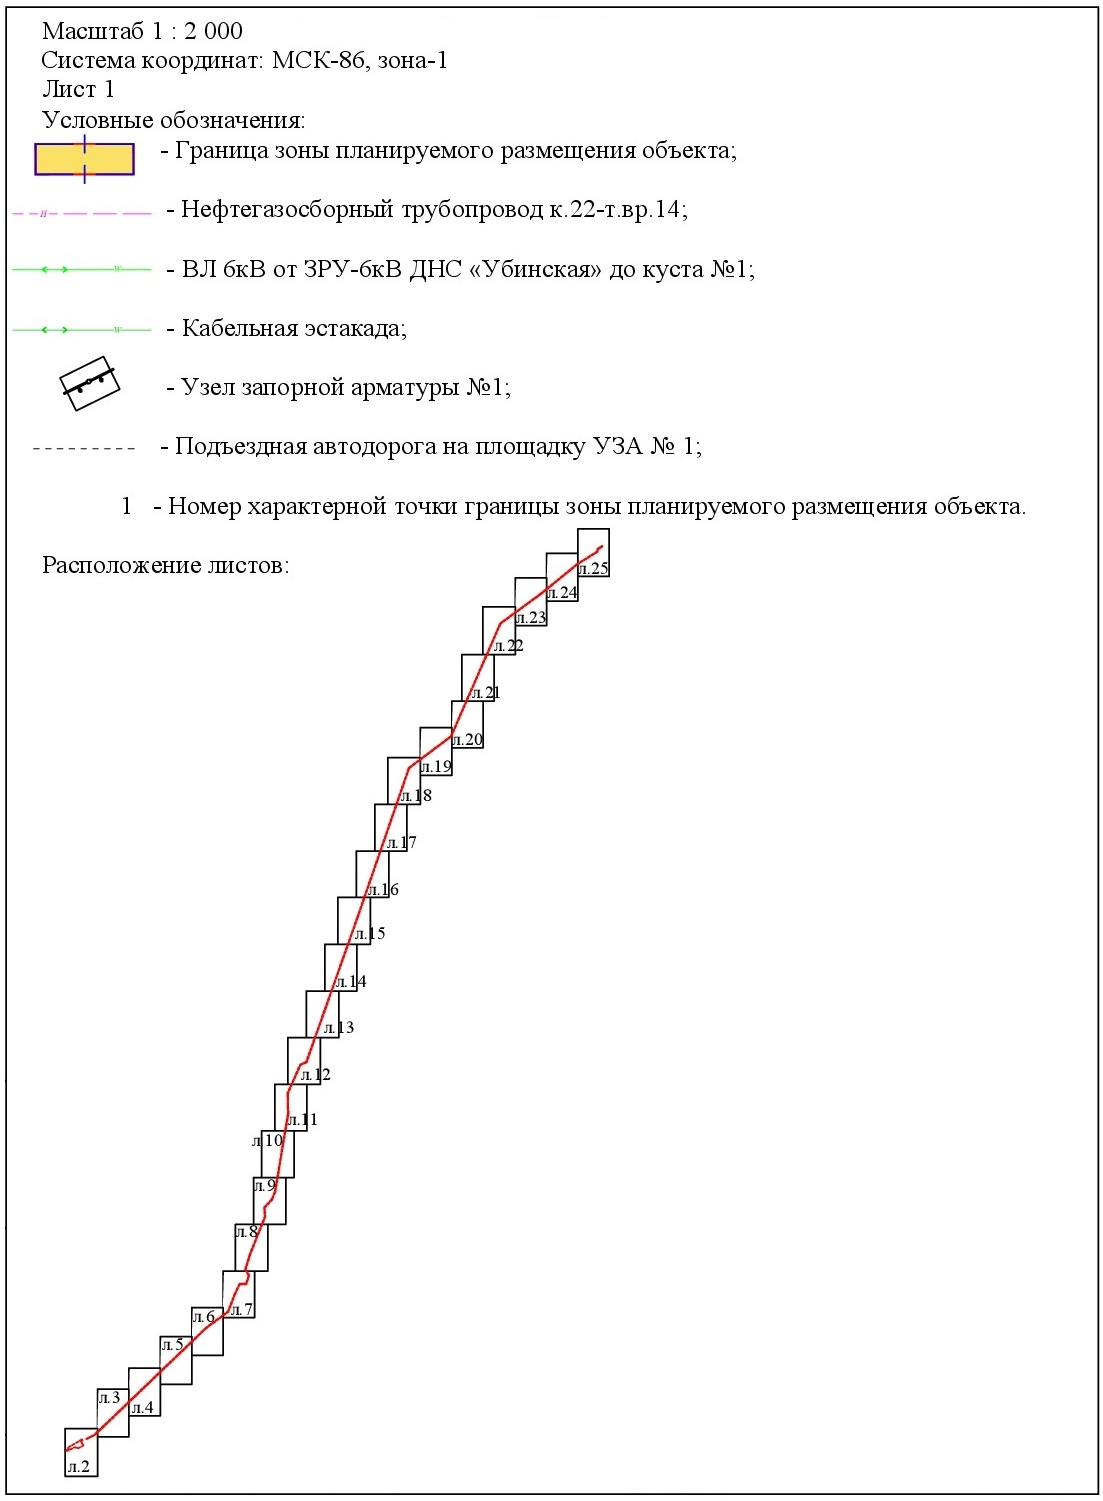 Масштаб 1 : 2 000
Система координат: МСК-86, зона-1
Лист 1
Условные обозначения:
- Граница зоны планируемого размещения объекта;
н
- Нефтегазосборный трубопровод к.22-т.вр.14;
w
- ВЛ 6кВ от ЗРУ-6кВ ДНС «Убинская» до куста №1;
w
- Кабельная эстакада;
- Узел запорной арматуры №1;
- Подъездная автодорога на площадку УЗА № 1;
1 - Номер характерной точки границы зоны планируемого размещения объекта.
Расположение листов:
л.25
л.24
л.23
л.22
л.21
л.20
л.19
л.18
л.17
л.16
л.15
л.14
л.13
л.12
л.11
л.10
л.9
л.8
л.7
л.6
л.5
л.3
л.4
л.2